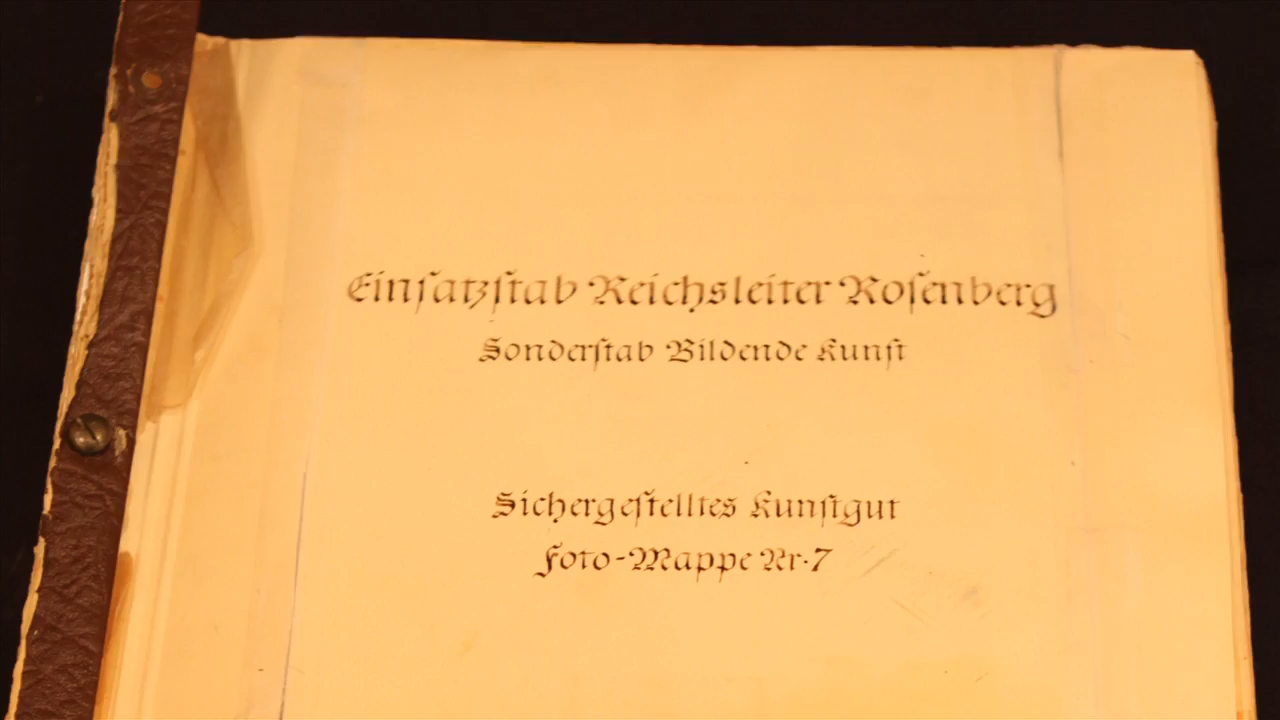 Einsatzstab Reichsleiter Rosenberg
Sonderstab Bildende Kunst
Sichergestelltes Kunstgut
Foto-Mappe Nr. 7